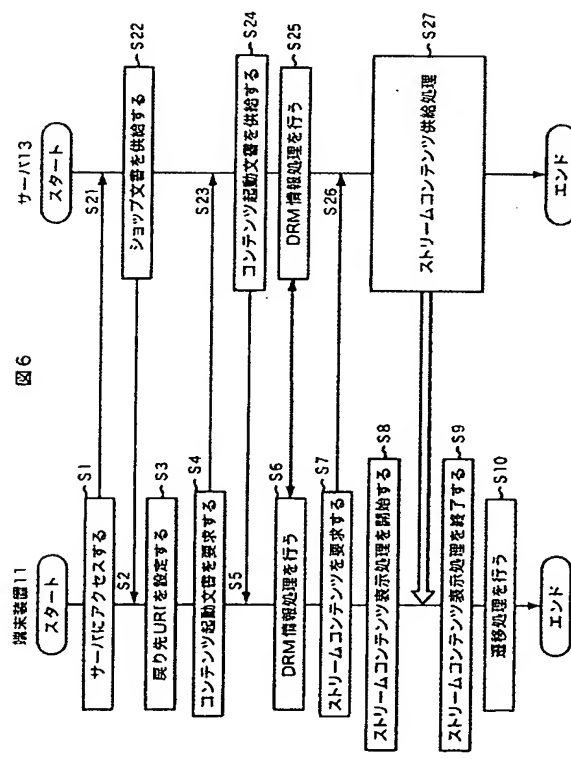 図6
端末装置11
スタート
サーバにアクセスする
S1
S2
戻り先URIを設定する
S3
コンテンツ起動文書を要求する
S4
S5
DRM情報処理を行う
S6
ストリームコンテンツを要求する
S7
ストリームコンテンツ表示処理を開始する
S8
ストリームコンテンツ表示処理を終了する
S9
遷移処理を行う
S10
エンド
サーバ13
スタート
S21
ショップ文書を供給する
S22
S23
コンテンツ起動文書を供給する
S24
DRM情報処理を行う
S25
S26
ストリームコンテンツ供給処理
S27
エンド